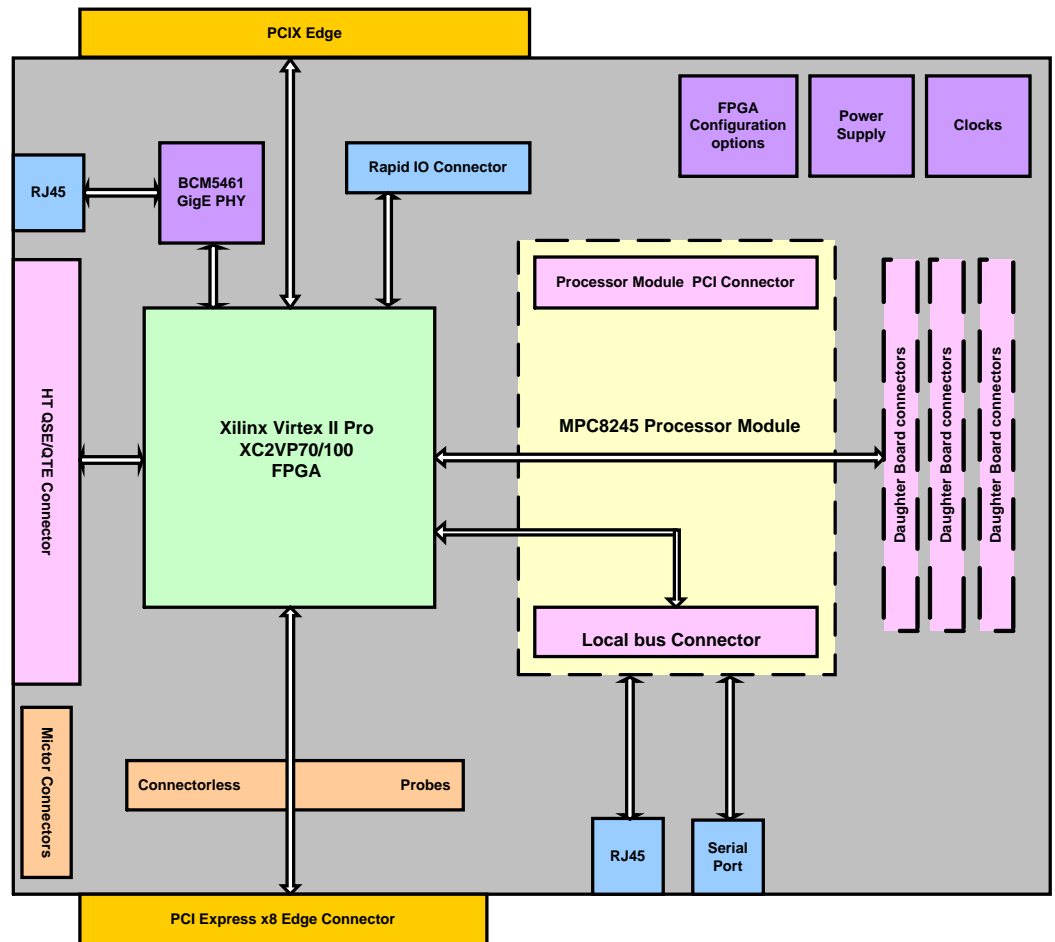 PCIX Edge
FPGA
Configuration
options
Power
Supply
Clocks
RJ45
BCM5461
GigE PHY
Rapid IO Connector
Processor Module  PCI Connector
HT QSE/QTE Connector
Xilinx Virtex II Pro
XC2VP70/100
FPGA
MPC8245 Processor Module
Daughter Board connectors
Daughter Board connectors
Daughter Board connectors
Local bus Connector
Mictor Connectors
Connectorless Probes
RJ45
Serial
Port
PCI Express x8 Edge Connector